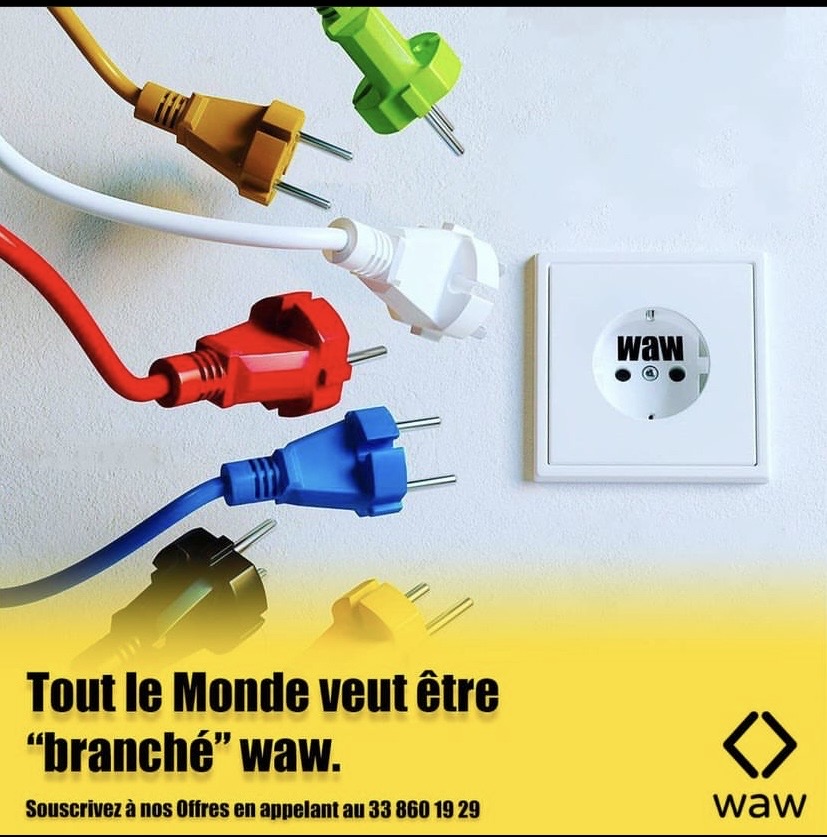 waw
Tout le Monde veut être
“branché” waw.
Souscrivez à nos Offres en appelant au 33 860 19 29
waw